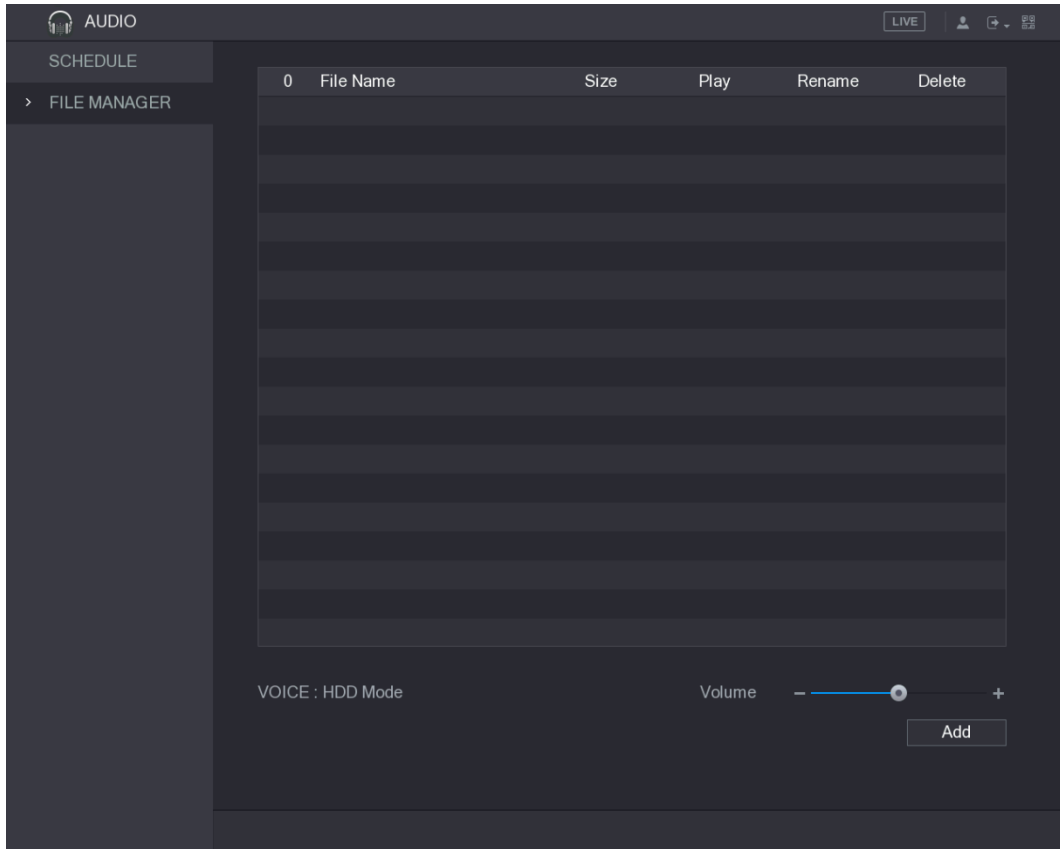 AUDIO LIVE
SCHEDULE
FILE MANAGER
0 File Name Size Play Rename Delete
VOICE : HDD Mode Volume
Add